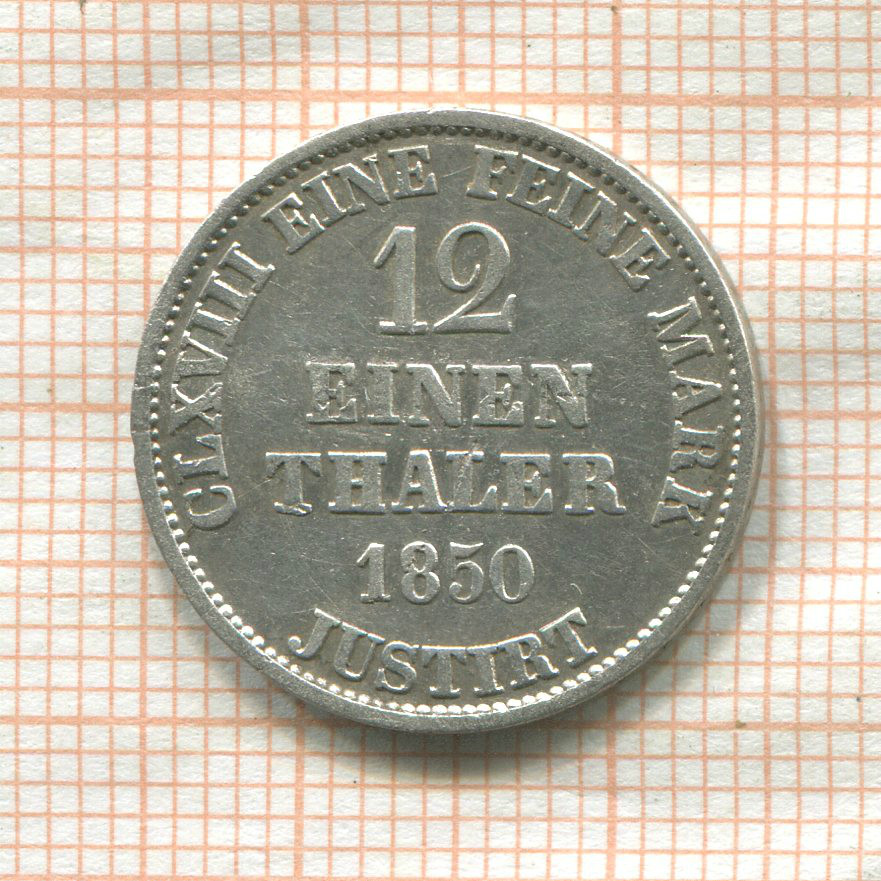 CLXVIII EINE FEINE MARK
12
EINEN
THALER
1850
JUSTIRT